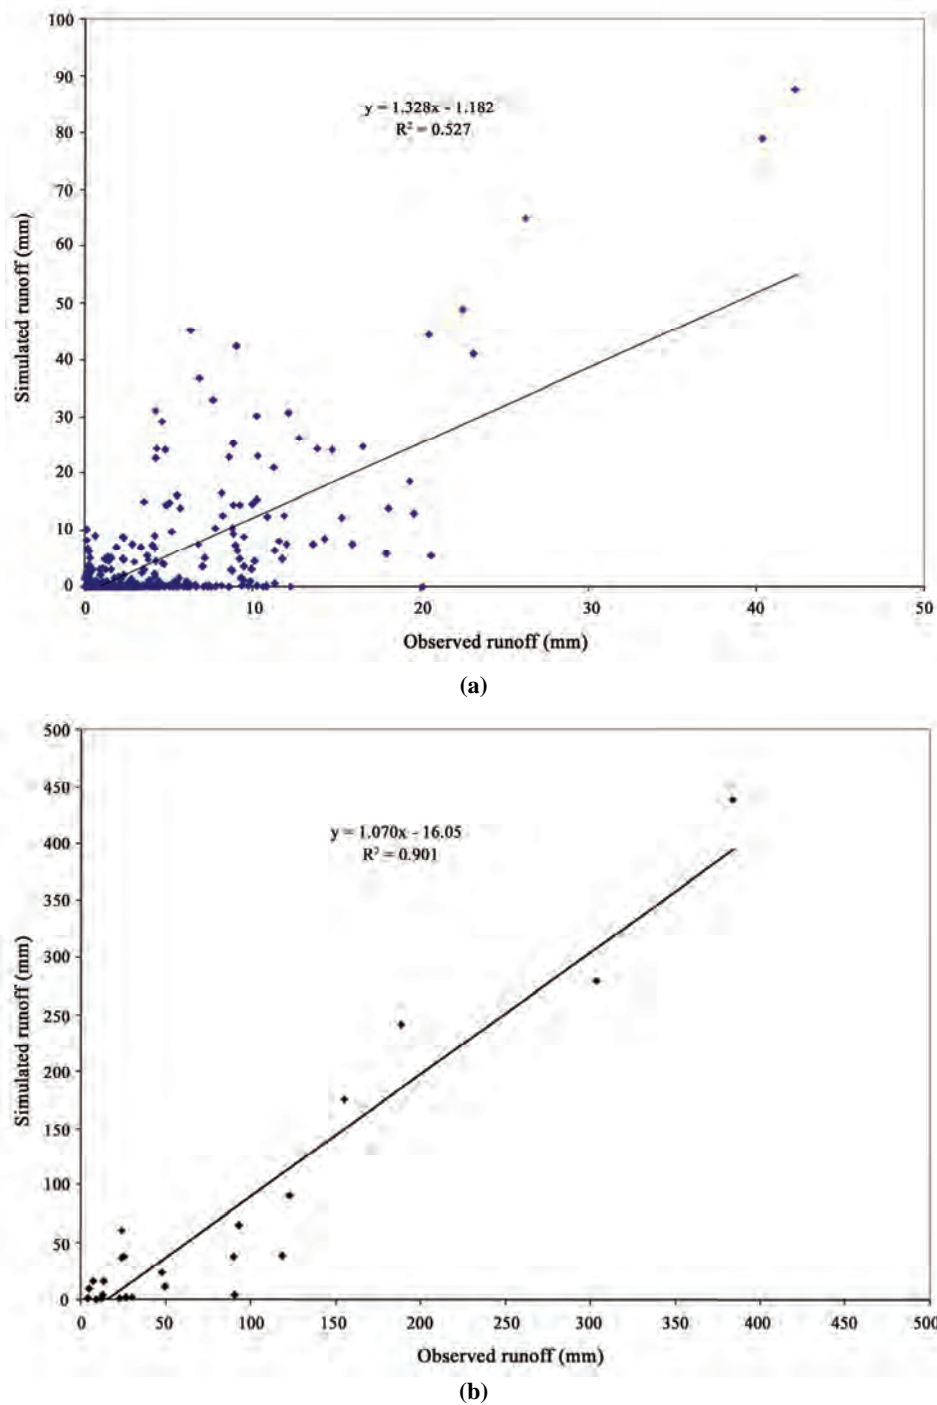 100
90
80
70
60
50
40
30
20
10
0
Simulated runoff (mm)
y = 1.328x - 1.182
R² = 0.527
0 10 20 30 40 50
Observed runoff (mm)
(a)
500
450
400
350
300
250
200
150
100
50
0
Simulated runoff (mm)
y = 1.070x - 16.05
R² = 0.901
0 50 100 150 200 250 300 350 400 450 500
Observed runoff (mm)
(b)